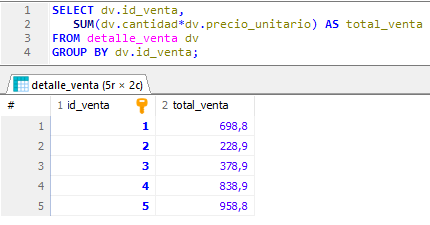 1 SELECT dv.id_venta,
2 SUM(dv.cantidad*dv.precio_unitario) AS total_venta
3 FROM detalle_venta dv
4 GROUP BY dv.id_venta;
detalle_venta (5r × 2c)
# 1 id_venta 2 total_venta
1 1 698,8
2 2 228,9
3 3 378,9
4 4 838,9
5 5 958,8